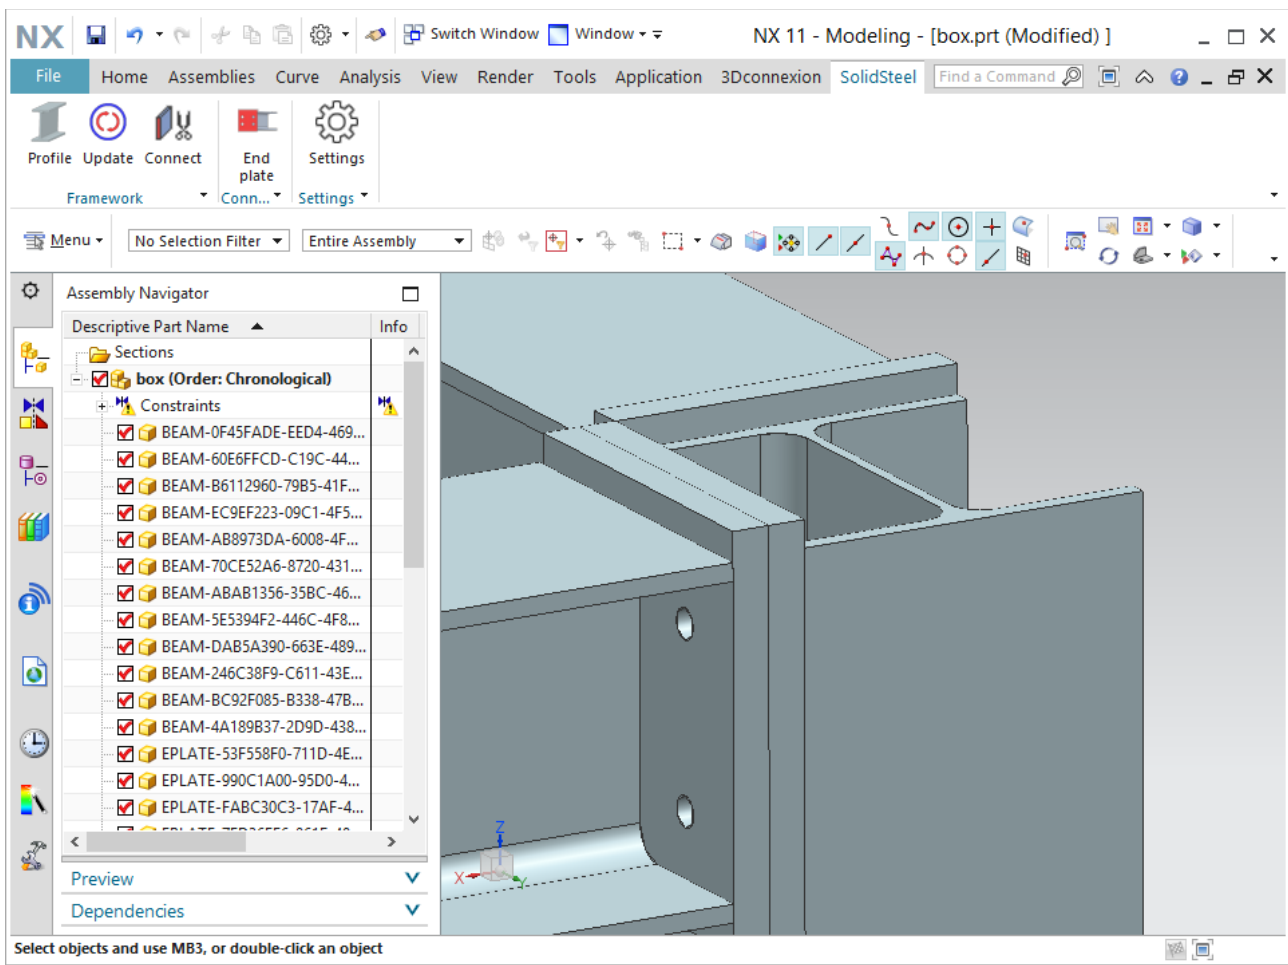 NX
Switch Window
Window
NX 11 - Modeling - [box.prt (Modified) ]
File
Home
Assemblies
Curve
Analysis
View
Render
Tools
Application
3Dconnexion
SolidSteel
Find a Command
Profile
Update
Connect
End plate
Settings
Framework
Conn...
Settings
Menu
No Selection Filter
Entire Assembly
Assembly Navigator
Descriptive Part Name
Info
Sections
box (Order: Chronological)
Constraints
BEAM-0F45FADE-EED4-469...
BEAM-60E6FFCD-C19C-44...
BEAM-B6112960-79B5-41F...
BEAM-EC9EF223-09C1-4F5...
BEAM-AB8973DA-6008-4F...
BEAM-70CE52A6-8720-431...
BEAM-ABAB1356-35BC-46...
BEAM-5E5394F2-446C-4F8...
BEAM-DAB5A390-663E-489...
BEAM-246C38F9-C611-43E...
BEAM-BC92F085-B338-47B...
BEAM-4A189B37-2D9D-438...
EPLATE-53F558F0-711D-4E...
EPLATE-990C1A00-95D0-4...
EPLATE-FABC30C3-17AF-4...
Z
X
Y
Preview
Dependencies
Select objects and use MB3, or double-click an object